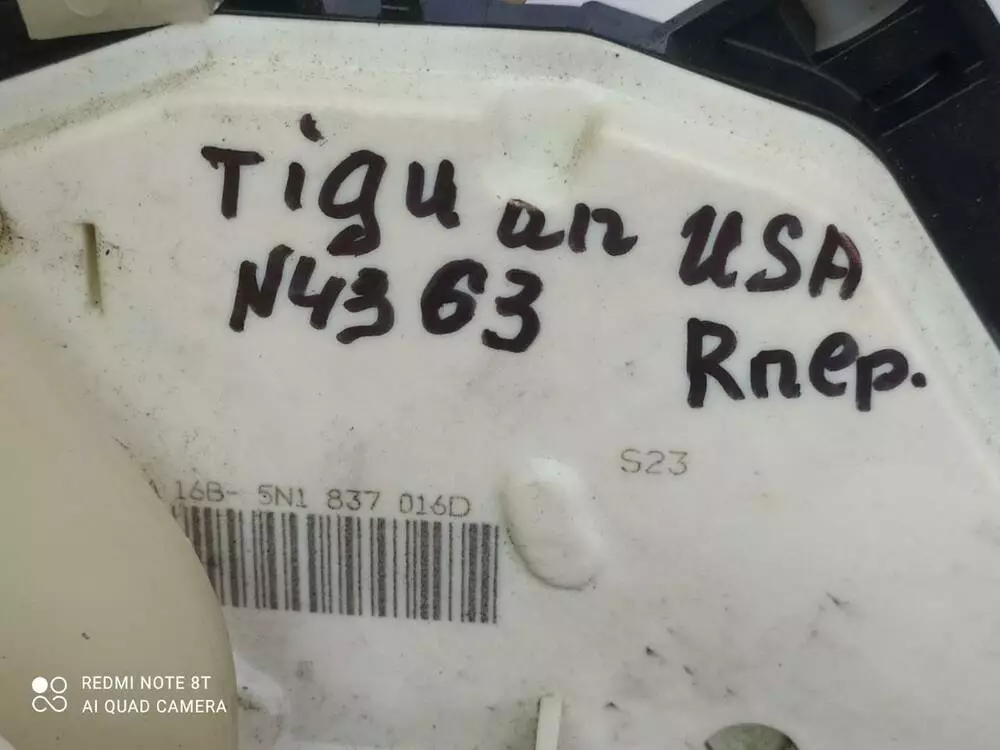 Tiguan USA
N4363
Rпер.
S23
16B- 5N1 837 016D
REDMI NOTE 8T
AI QUAD CAMERA